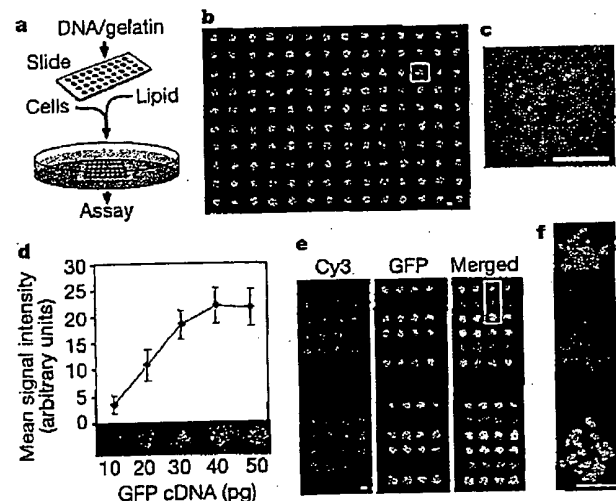 a
DNA/gelatin
Slide
Cells
Lipid
Assay
b
c
d
Mean signal intensity
(arbitrary units)
30
25
20
15
10
5
0
10 20 30 40 50
GFP cDNA (pg)
e
Cy3 GFP Merged
f